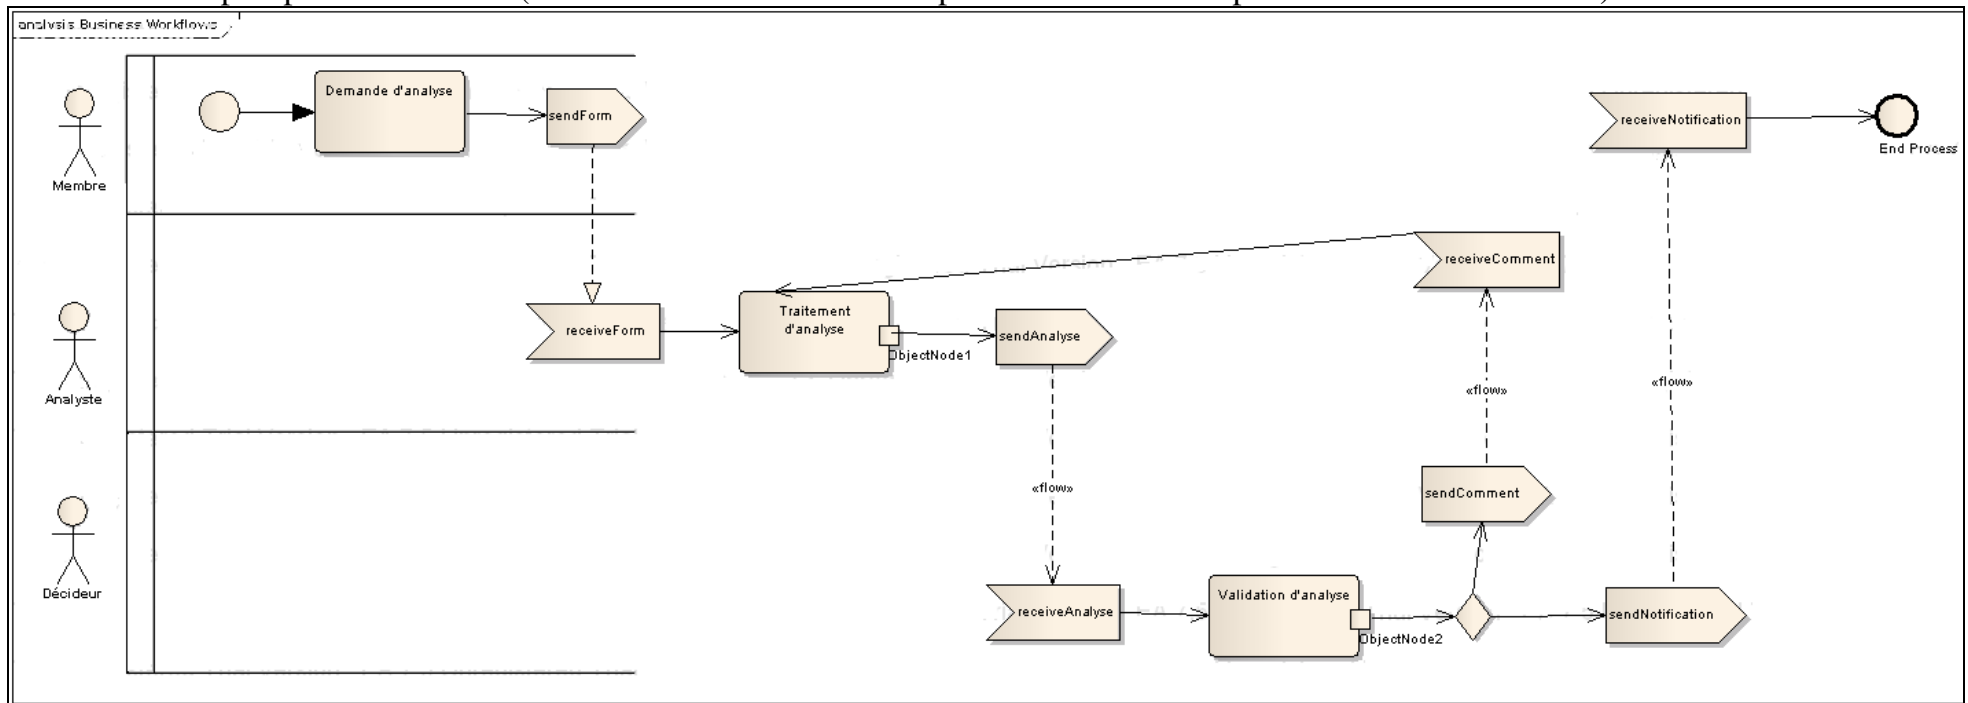 analysis Business Workflows
Demande d'analyse
sendForm
receiveNotification
End Process
Membre
receiveComment
Traitement
d'analyse
receiveForm
sendAnalyse
ObjectNode1
Analyste
«flow»
«flow»
«flow»
sendComment
Décideur
receiveAnalyse
Validation d'analyse
sendNotification
ObjectNode2